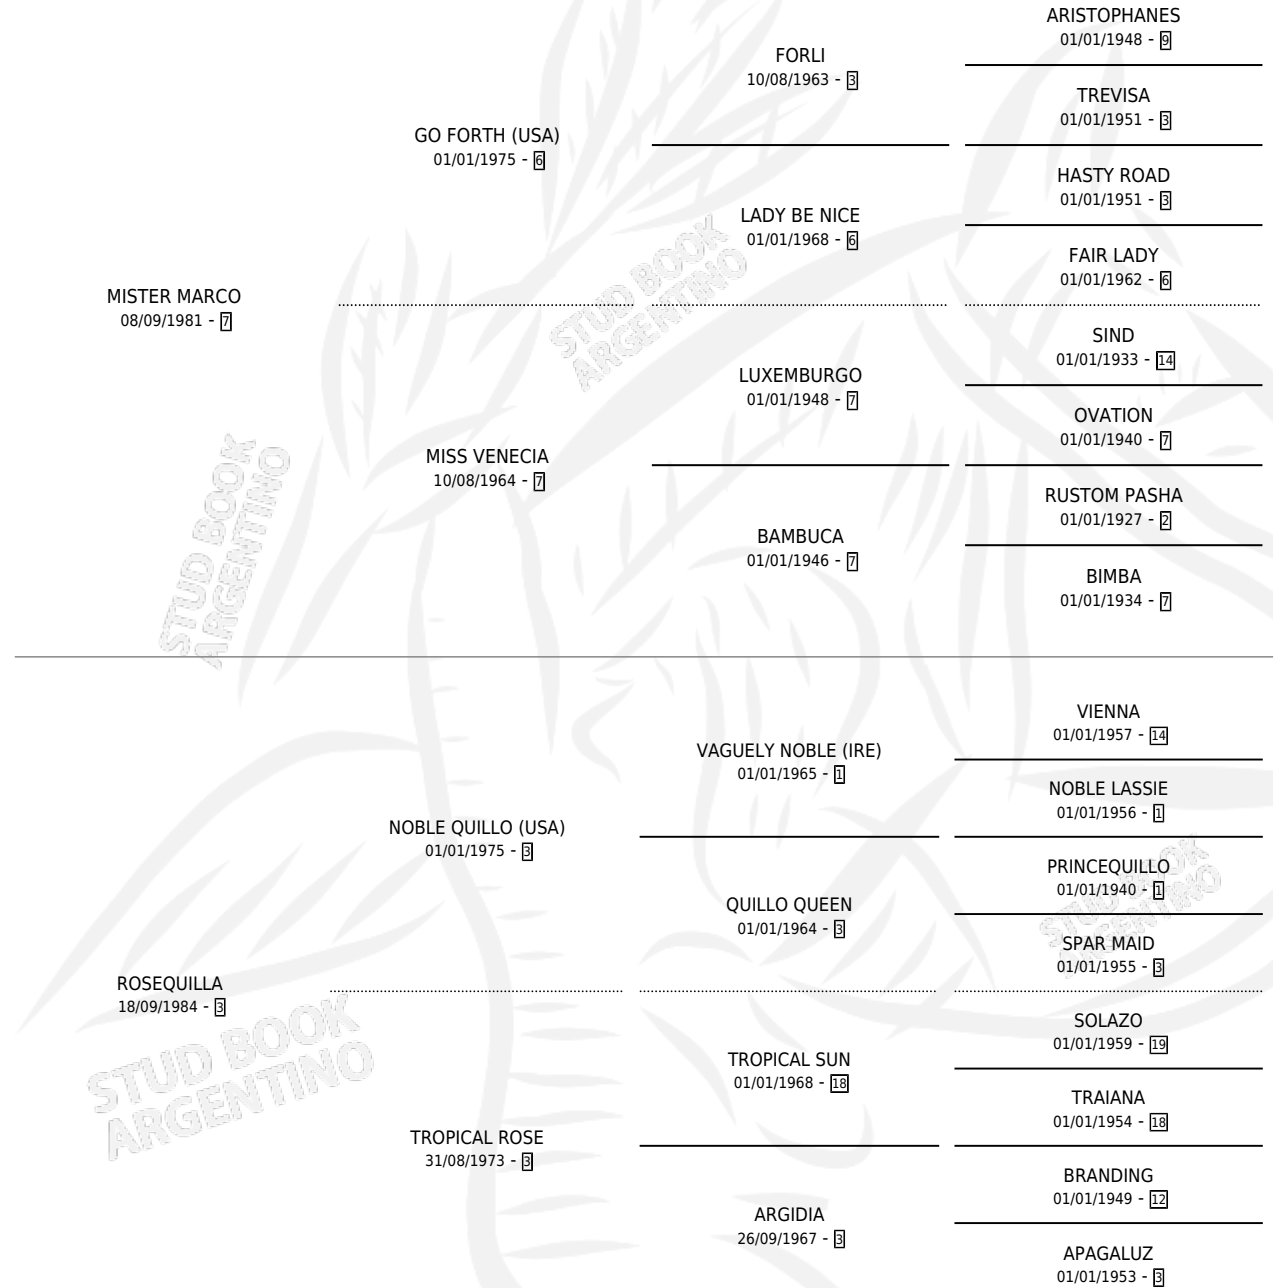 ARISTOPHANES
01/01/1948 - 9
FORLI
10/08/1963 - 3
TREVISA
01/01/1951 - 3
GO FORTH (USA)
01/01/1975 - 6
HASTY ROAD
01/01/1951 - 3
LADY BE NICE
01/01/1968 - 6
FAIR LADY
01/01/1962 - 6
MISTER MARCO
08/09/1981 - 7
SIND
01/01/1933 - 14
LUXEMBURGO
01/01/1948 - 7
OVATION
01/01/1940 - 7
MISS VENECIA
10/08/1964 - 7
RUSTOM PASHA
01/01/1927 - 2
BAMBUCA
01/01/1946 - 7
BIMBA
01/01/1934 - 7
VIENNA
01/01/1957 - 14
VAGUELY NOBLE (IRE)
01/01/1965 - 1
NOBLE LASSIE
01/01/1956 - 1
NOBLE QUILLO (USA)
01/01/1975 - 3
PRINCEQUILLO
01/01/1940 - 1
QUILLO QUEEN
01/01/1964 - 3
SPAR MAID
01/01/1955 - 3
ROSEQUILLA
18/09/1984 - 3
SOLAZO
01/01/1959 - 19
TROPICAL SUN
01/01/1968 - 18
TRAIANA
01/01/1954 - 18
TROPICAL ROSE
31/08/1973 - 3
BRANDING
01/01/1949 - 12
ARGIDIA
26/09/1967 - 3
APAGALUZ
01/01/1953 - 3
STUD BOOK
ARGENTINO
STUD BOOK
ARGENTINO
STUD BOOK
ARGENTINO
STUD BOOK
ARGENTINO